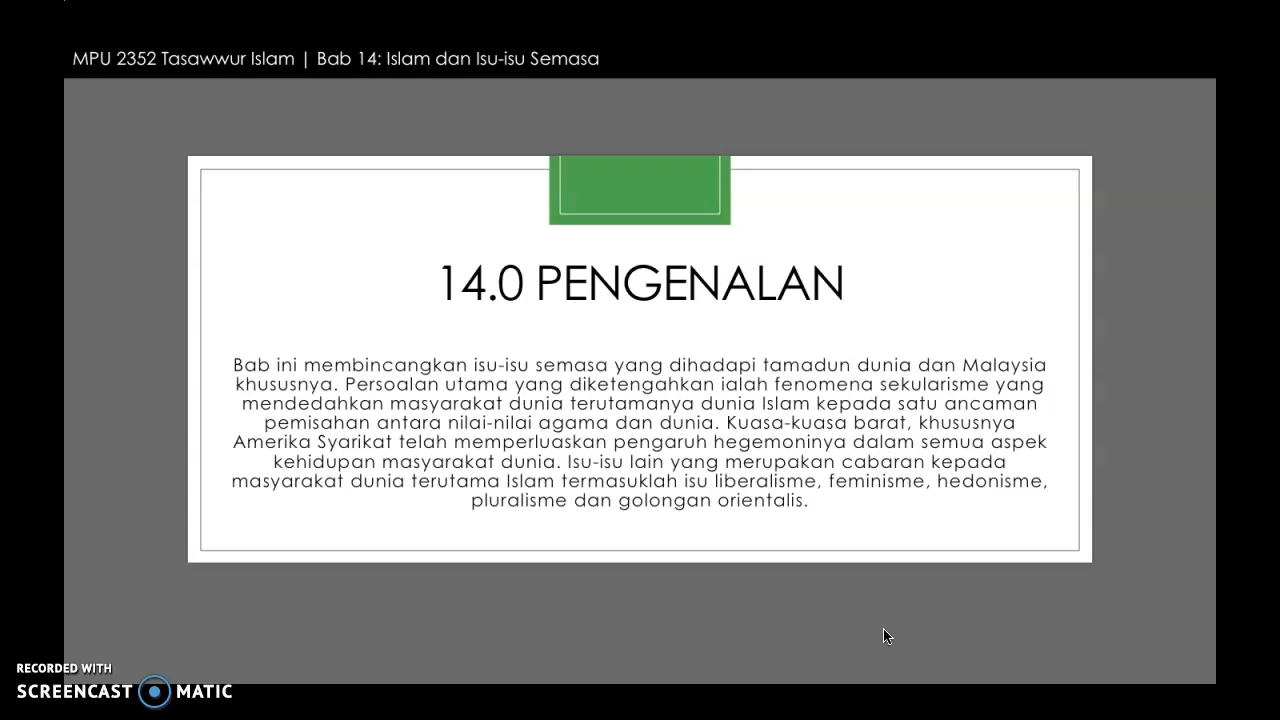 MPU 2352 Tasawwur Islam | Bab 14: Islam dan Isu-isu Semasa
14.0 PENGENALAN
Bab ini membincangkan isu-isu semasa yang dihadapi tamadun dunia dan Malaysia
khususnya. Persoalan utama yang diketengahkan ialah fenomena sekularisme yang
mendedahkan masyarakat dunia terutamanya dunia Islam kepada satu ancaman
pemisahan antara nilai-nilai agama dan dunia. Kuasa-kuasa barat, khususnya
Amerika Syarikat telah memperluaskan pengaruh hegemoninya dalam semua aspek
kehidupan masyarakat dunia. Isu-isu lain yang merupakan cabaran kepada
masyarakat dunia terutama Islam termasuklah isu liberalisme, feminisme, hedonisme,
pluralisme dan golongan orientalis.
RECORDED WITH
SCREENCAST MATIC